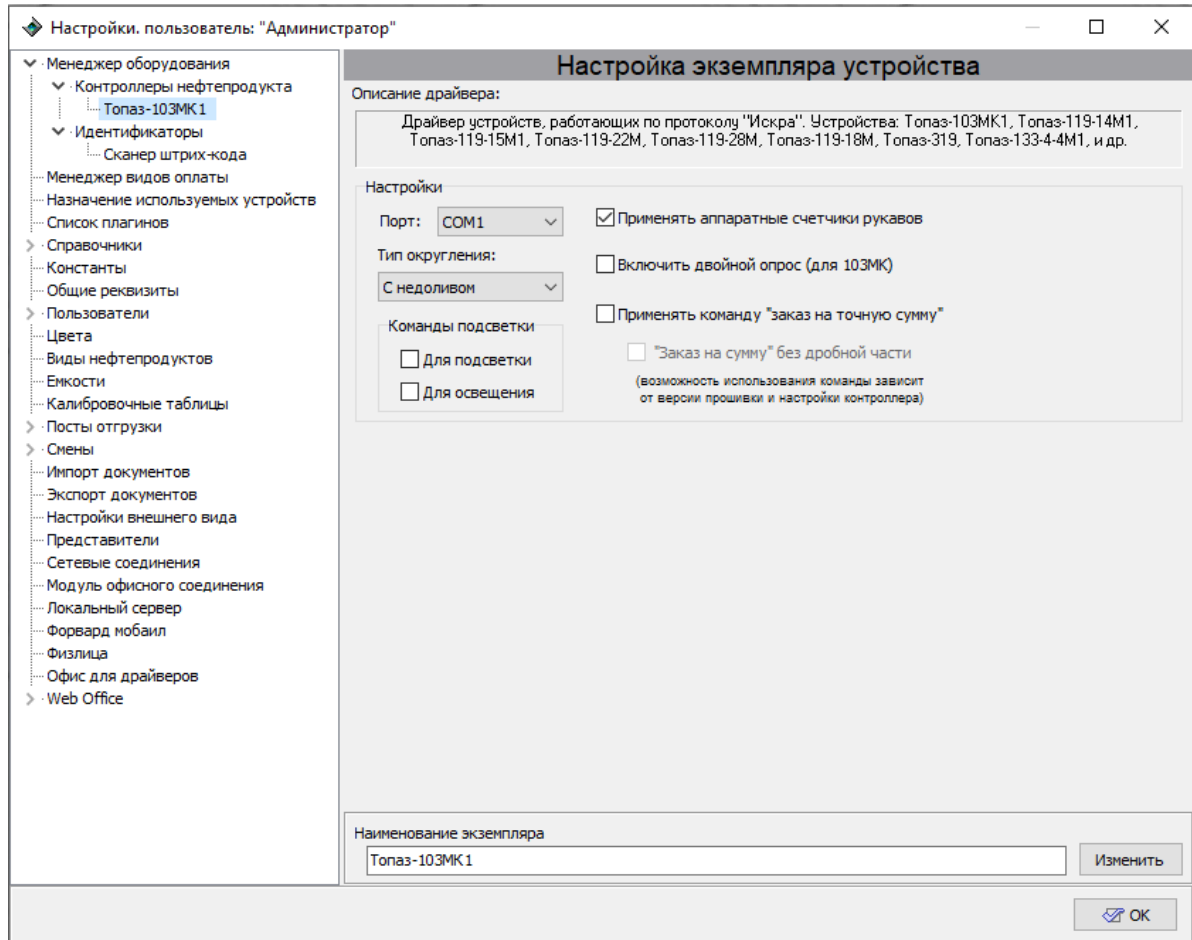 Настройки. пользователь: "Администратор"
Менеджер оборудования
Контроллеры нефтепродукта
Топаз-103МК1
Идентификаторы
Сканер штрих-кода
Менеджер видов оплаты
Назначение используемых устройств
Список плагинов
Справочники
Константы
Общие реквизиты
Пользователи
Цвета
Виды нефтепродуктов
Емкости
Калибровочные таблицы
Посты отгрузки
Смены
Импорт документов
Экспорт документов
Настройки внешнего вида
Представители
Сетевые соединения
Модуль офисного соединения
Локальный сервер
Форвард мобаил
Физлица
Офис для драйверов
Web Office
Настройка экземпляра устройства
Описание драйвера:
Драйвер устройств, работающих по протоколу "Искра". Устройства: Топаз-103МК1, Топаз-119-14М1,
Топаз-119-15М1, Топаз-119-22М, Топаз-119-28М, Топаз-119-18М, Топаз-319, Топаз-133-4-4М1, и др.
Настройки
Порт: COM1
Применять аппаратные счетчики рукавов
Тип округления:
Включить двойной опрос (для 103МК)
С недоливом
Применять команду "заказ на точную сумму"
Команды подсветки
"Заказ на сумму" без дробной части
Для подсветки
(возможность использования команды зависит
от версии прошивки и настройки контроллера)
Для освещения
Наименование экземпляра
Топаз-103МК1
Изменить
OK